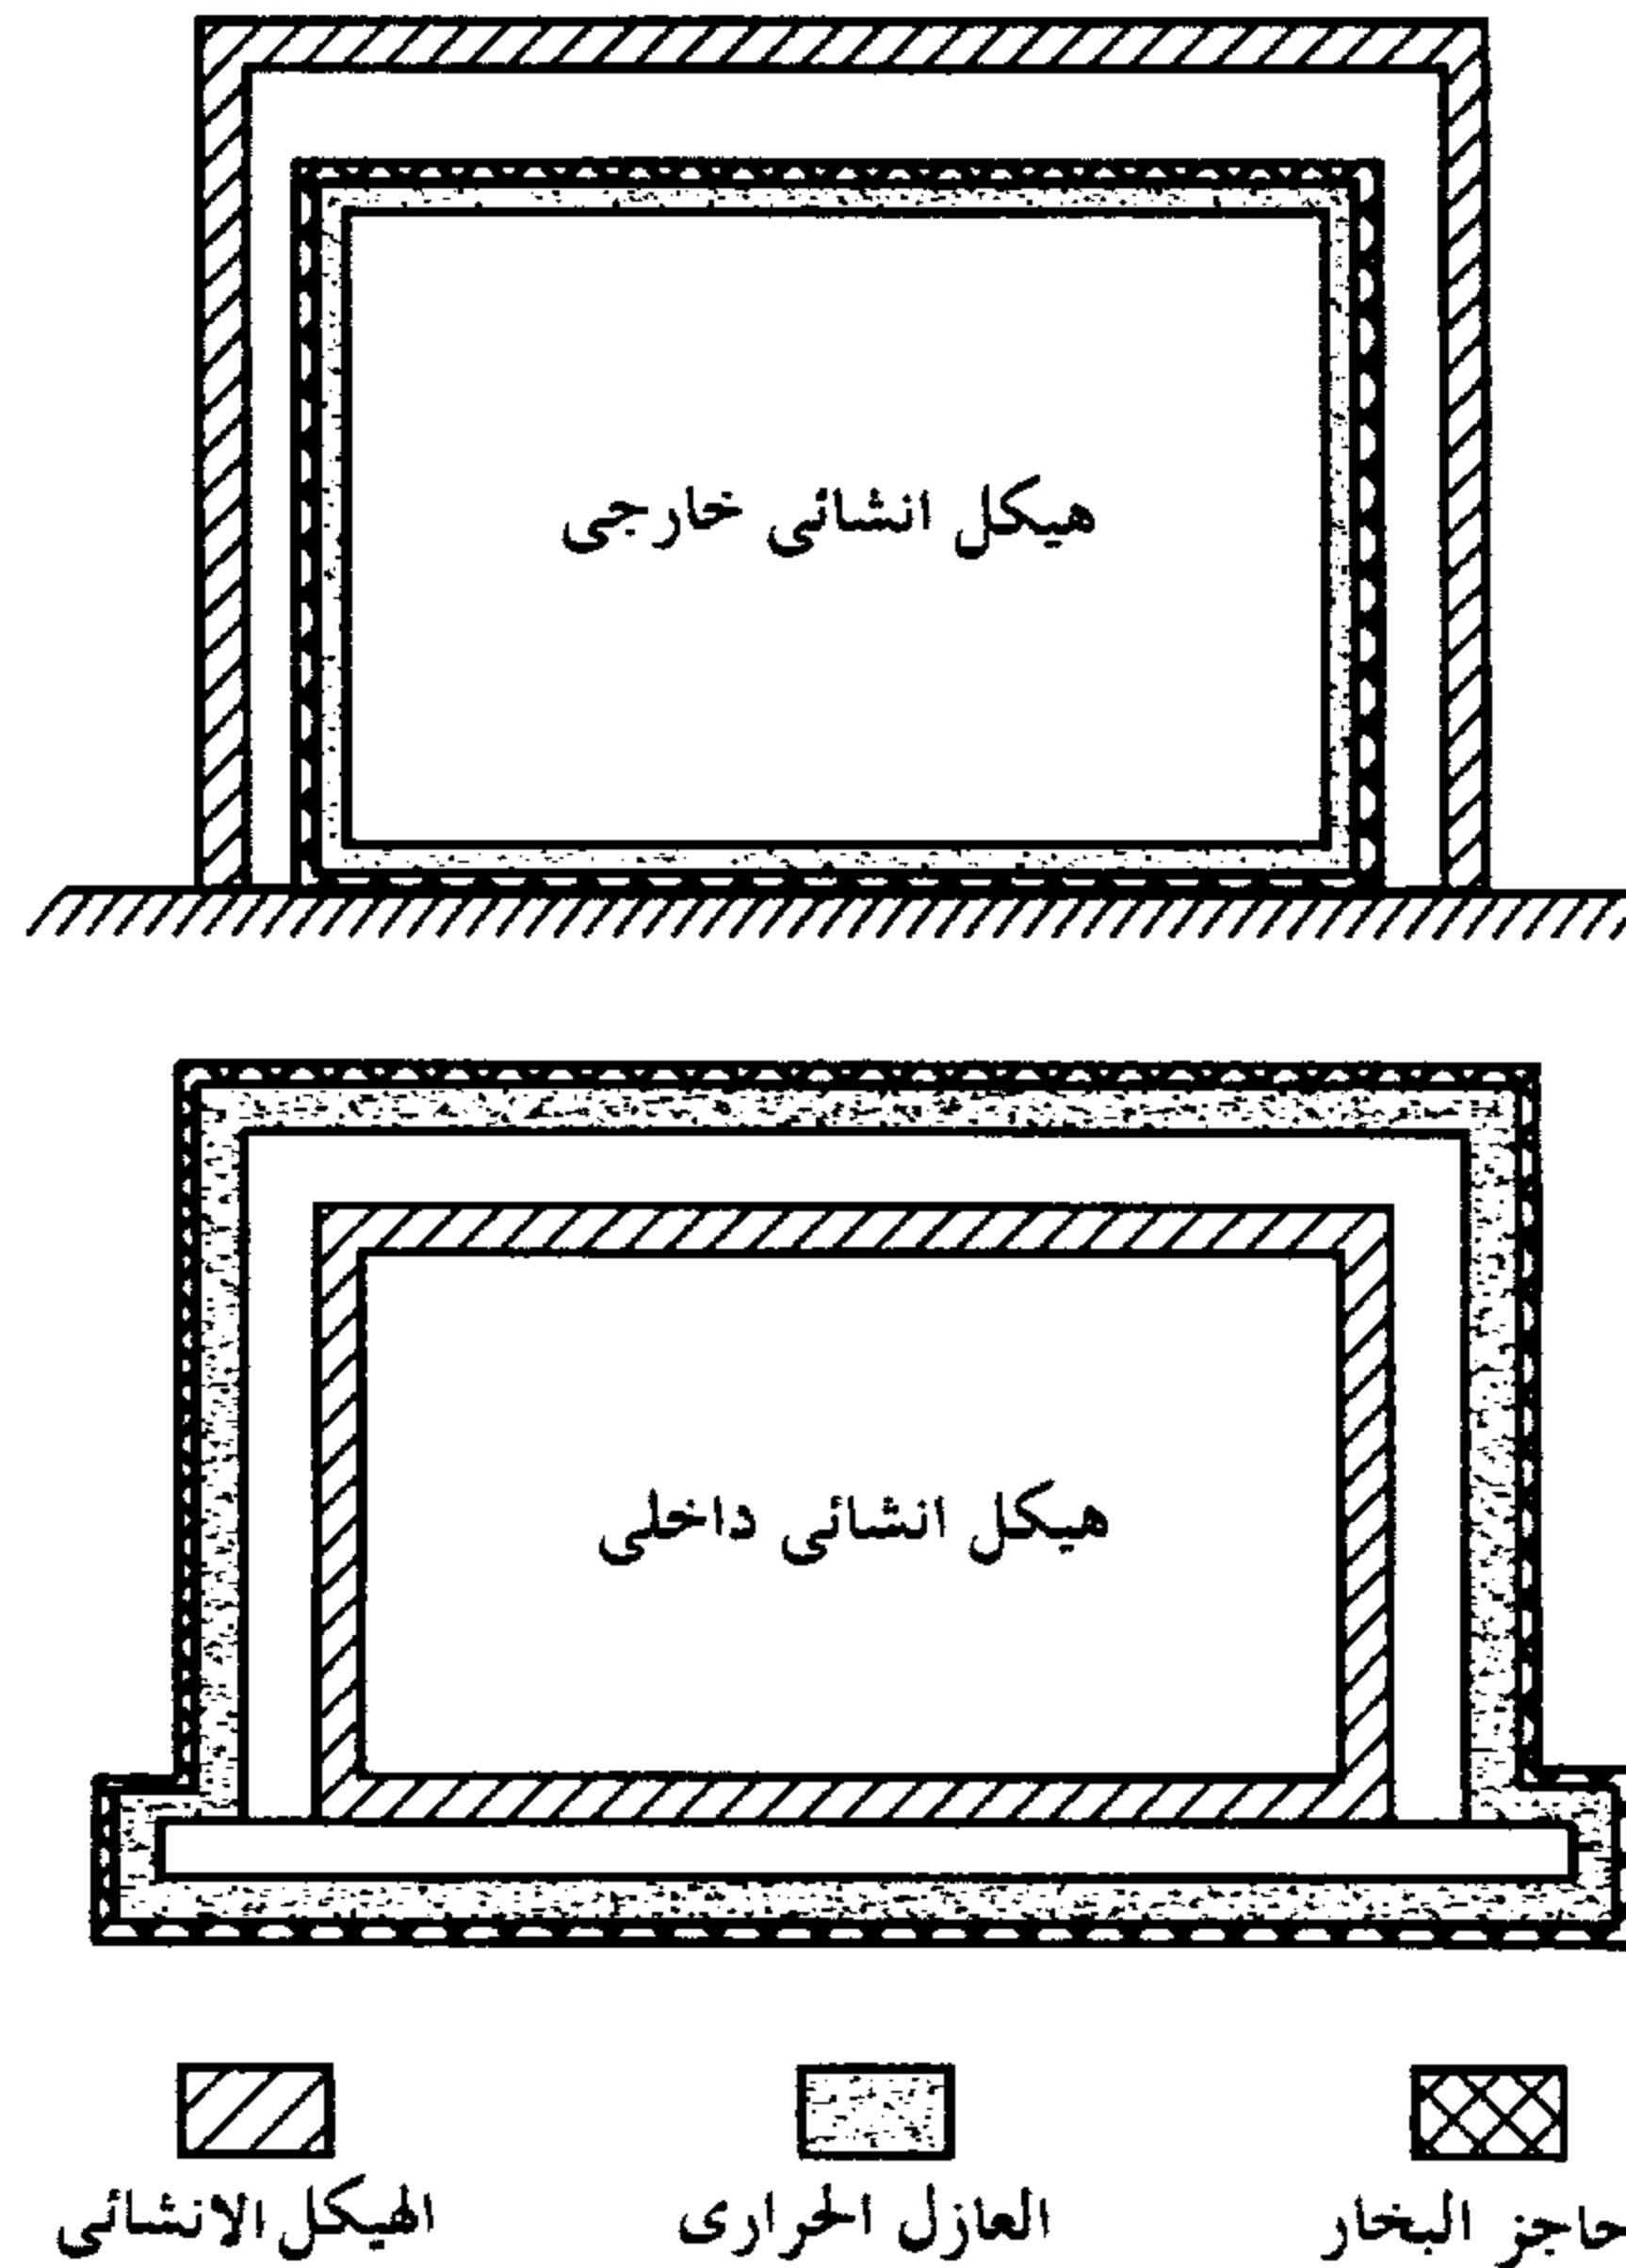 هيكل انشائى خارجى
هيكل انشائى داخلى
حاجز البخار
العازل الحرارى
الهيكل الانشائى